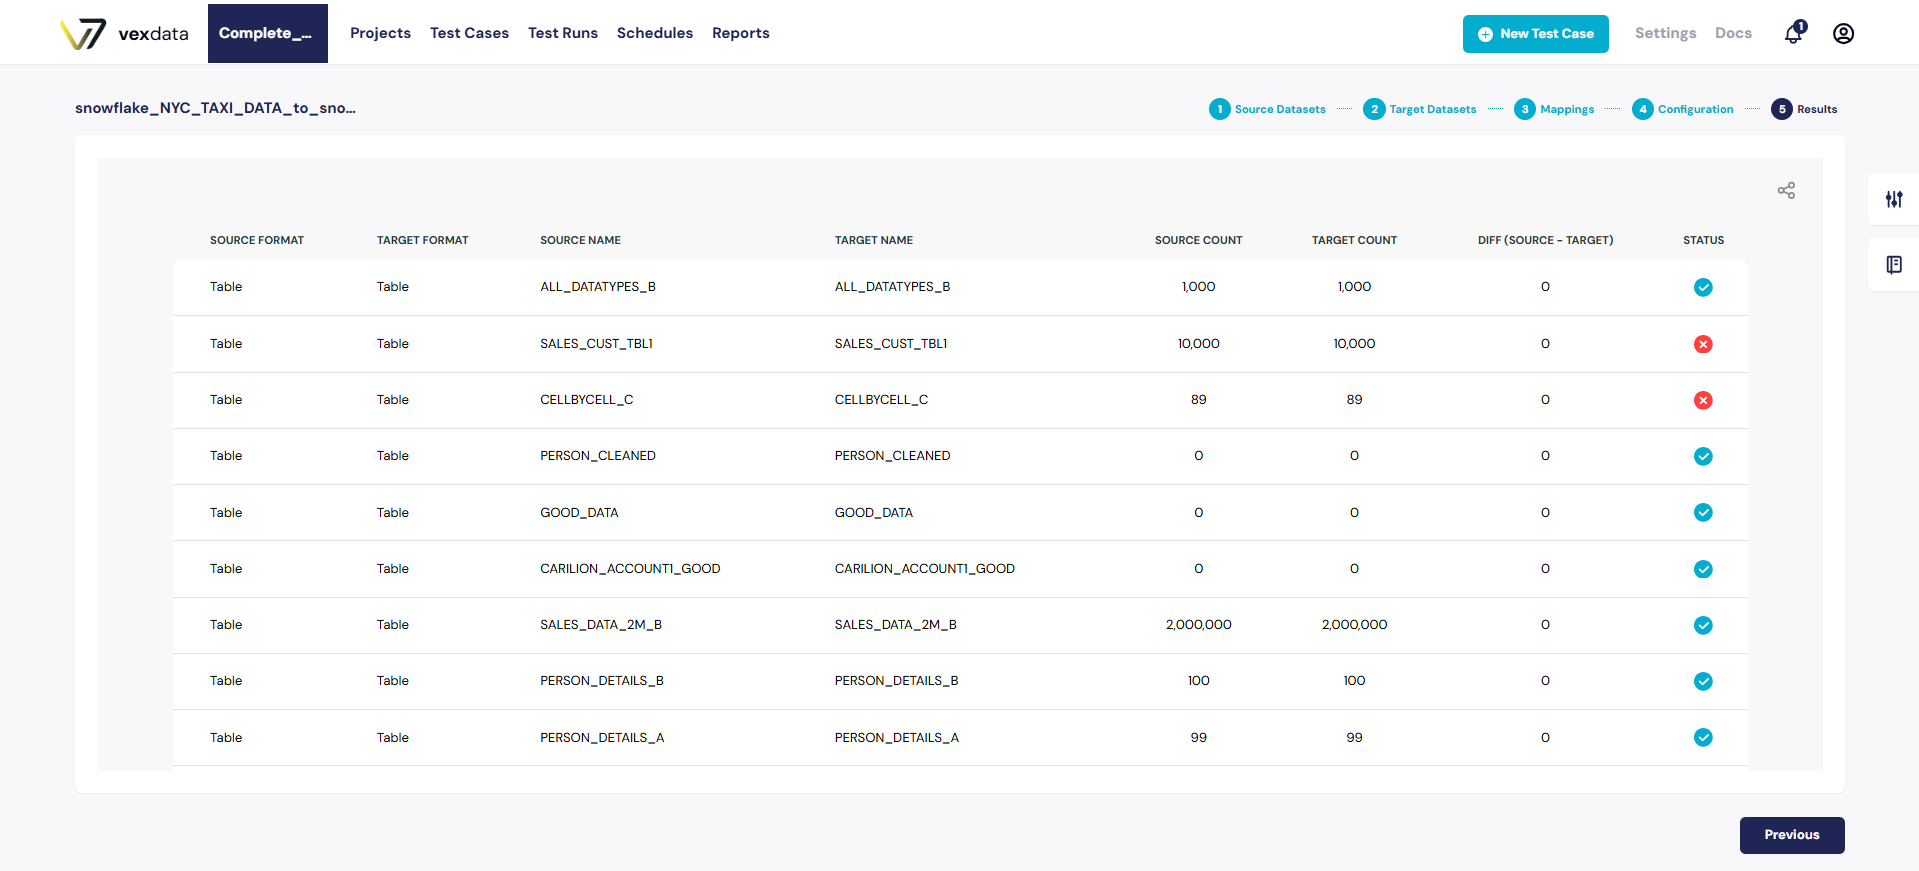 vexdata Complete_... Projects Test Cases Test Runs Schedules Reports New Test Case Settings Docs 1
snowflake_NYC_TAXI_DATA_to_sno... 1 Source Datasets 2 Target Datasets 3 Mappings 4 Configuration 5 Results
SOURCE FORMAT TARGET FORMAT SOURCE NAME TARGET NAME SOURCE COUNT TARGET COUNT DIFF (SOURCE - TARGET) STATUS
Table Table ALL_DATATYPES_B ALL_DATATYPES_B 1,000 1,000 0
Table Table SALES_CUST_TBL1 SALES_CUST_TBL1 10,000 10,000 0
Table Table CELLBYCELL_C CELLBYCELL_C 89 89 0
Table Table PERSON_CLEANED PERSON_CLEANED 0 0 0
Table Table GOOD_DATA GOOD_DATA 0 0 0
Table Table CARILION_ACCOUNT1_GOOD CARILION_ACCOUNT1_GOOD 0 0 0
Table Table SALES_DATA_2M_B SALES_DATA_2M_B 2,000,000 2,000,000 0
Table Table PERSON_DETAILS_B PERSON_DETAILS_B 100 100 0
Table Table PERSON_DETAILS_A PERSON_DETAILS_A 99 99 0
Previous